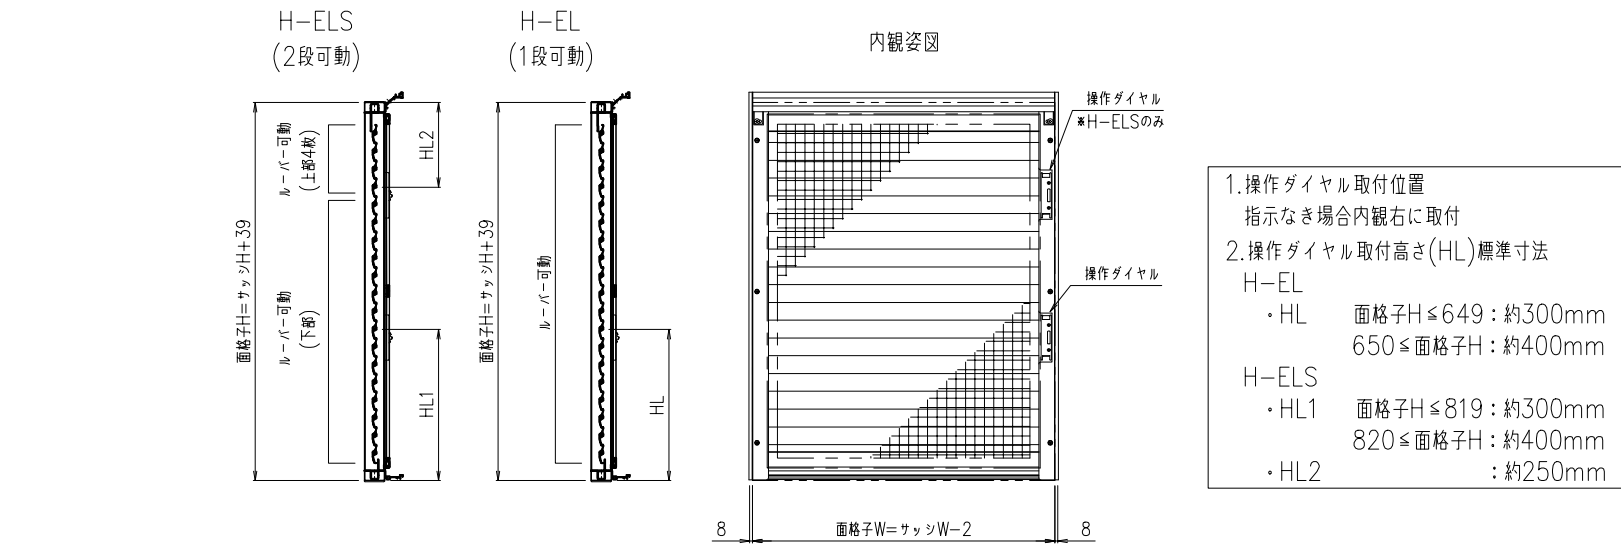 H-ELS
(2段可動)
H-EL
(1段可動)
内観姿図
ルーバー可動
(上部4枚)
HL2
面格子H=サッシH+39
ルーバー可動
(下部)
HL1
面格子H=サッシH+39
ルーバー可動
HL
操作ダイヤル
※H-ELSのみ
操作ダイヤル
8
面格子W=サッシW-2
8
1.操作ダイヤル取付位置
指示なき場合内観右に取付
2.操作ダイヤル取付高さ(HL)標準寸法
H-EL
・HL 面格子H≦649:約300mm
650≦面格子H:約400mm
H-ELS
・HL1 面格子H≦819:約300mm
820≦面格子H:約400mm
・HL2 :約250mm